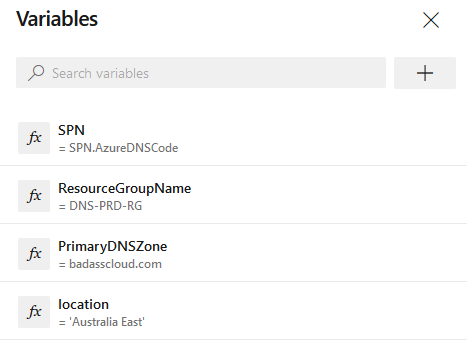 Variables
Search variables
fx
SPN
= SPN.AzureDNSCode
fx
ResourceGroupName
= DNS-PRD-RG
fx
PrimaryDNSZone
= badasscloud.com
fx
location
= 'Australia East'